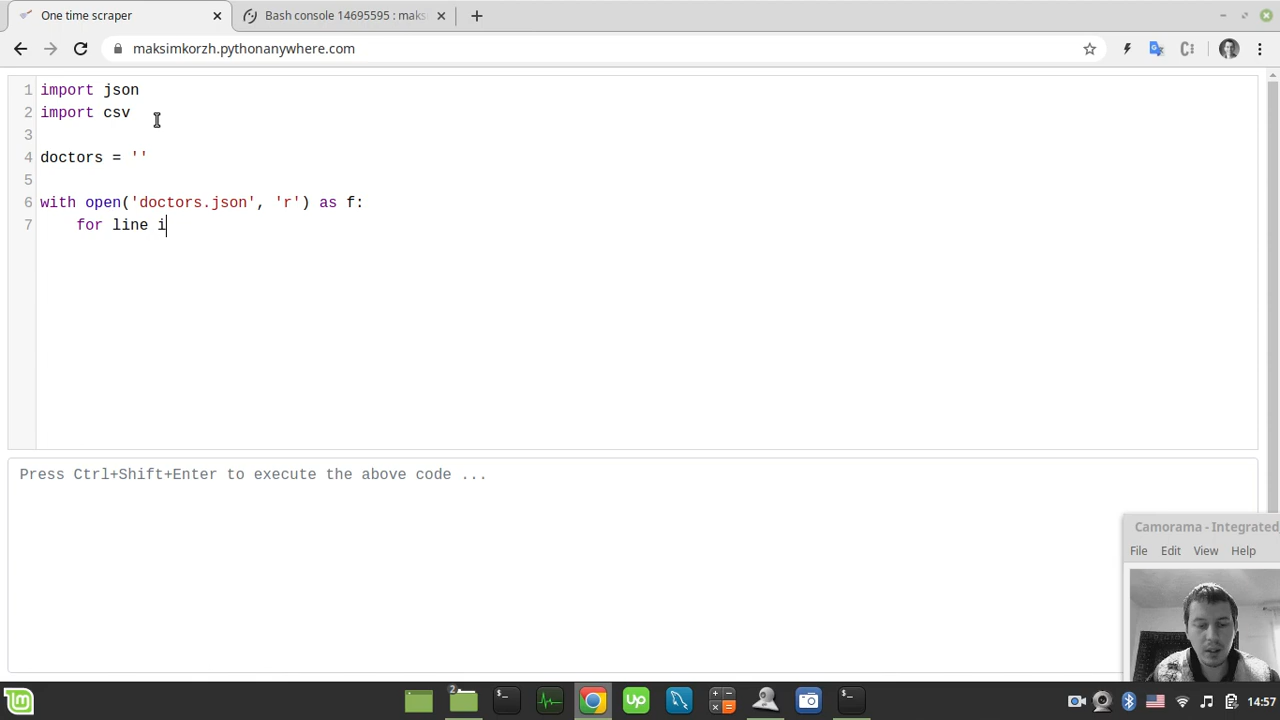 One time scraper
Bash console 14695595 : maks
maksimkorzh.pythonanywhere.com
1 import json
2 import csv
3
4 doctors = ''
5
6 with open('doctors.json', 'r') as f:
7     for line i
Press Ctrl+Shift+Enter to execute the above code ...
Camorama - Integrated
File Edit View Help
2
up
14:57